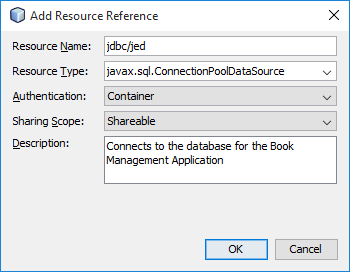 Add Resource Reference
Resource Name: jdbc/jed
Resource Type: javax.sql.ConnectionPoolDataSource
Authentication: Container
Sharing Scope: Shareable
Description: Connects to the database for the Book
Management Application
OK Cancel